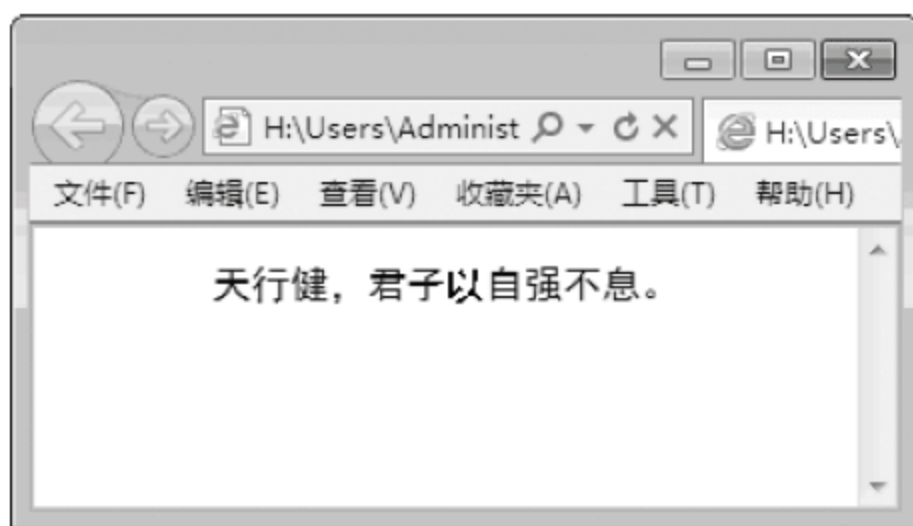 H:\Users\Administ
H:\Users\
文件(F) 编辑(E) 查看(V) 收藏夹(A) 工具(T) 帮助(H)
天行健，君子以自强不息。